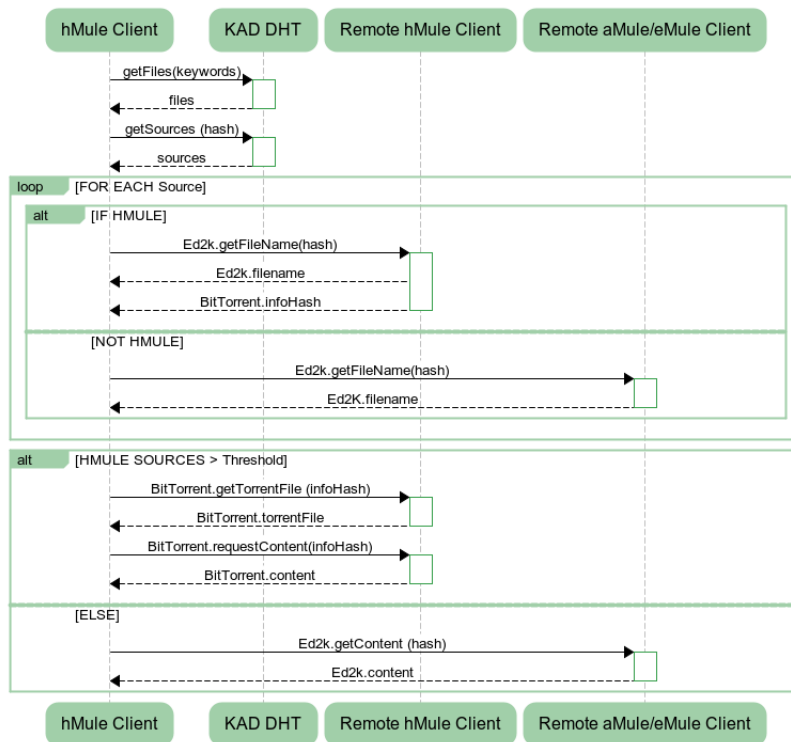 hMule Client
KAD DHT
Remote hMule Client
Remote aMule/eMule Client
getFiles(keywords)
files
getSources (hash)
sources
loop
[FOR EACH Source]
alt
[IF HMULE]
Ed2k.getFileName(hash)
Ed2k.filename
BitTorrent.infoHash
[NOT HMULE]
Ed2k.getFileName(hash)
Ed2K.filename
alt
[HMULE SOURCES > Threshold]
BitTorrent.getTorrentFile (infoHash)
BitTorrent.torrentFile
BitTorrent.requestContent(infoHash)
BitTorrent.content
[ELSE]
Ed2k.getContent (hash)
Ed2k.content
hMule Client
KAD DHT
Remote hMule Client
Remote aMule/eMule Client